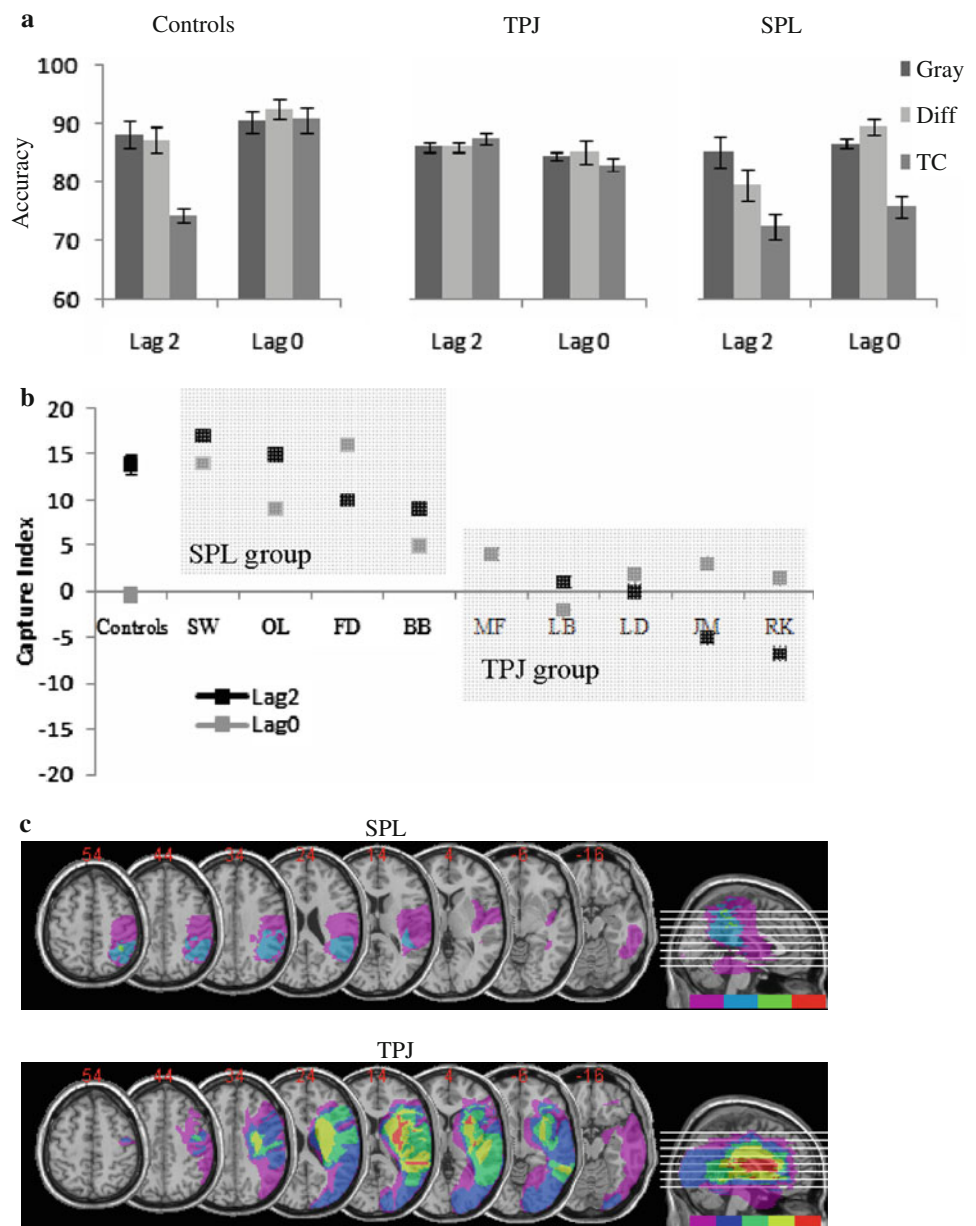 a
Controls TPJ SPL
Accuracy
100
90
80
70
60
Gray
Diff
TC
Lag 2 Lag 0 Lag 2 Lag 0 Lag 2 Lag 0
b
Capture Index
20
15
10
5
0
-5
-10
-15
-20
SPL group
Controls SW OL FD BB MF LB LD JM RK
TPJ group
Lag2
Lag0
c
SPL
54 44 34 24 14 4 -6 -16
TPJ
54 44 34 24 14 4 -6 -16